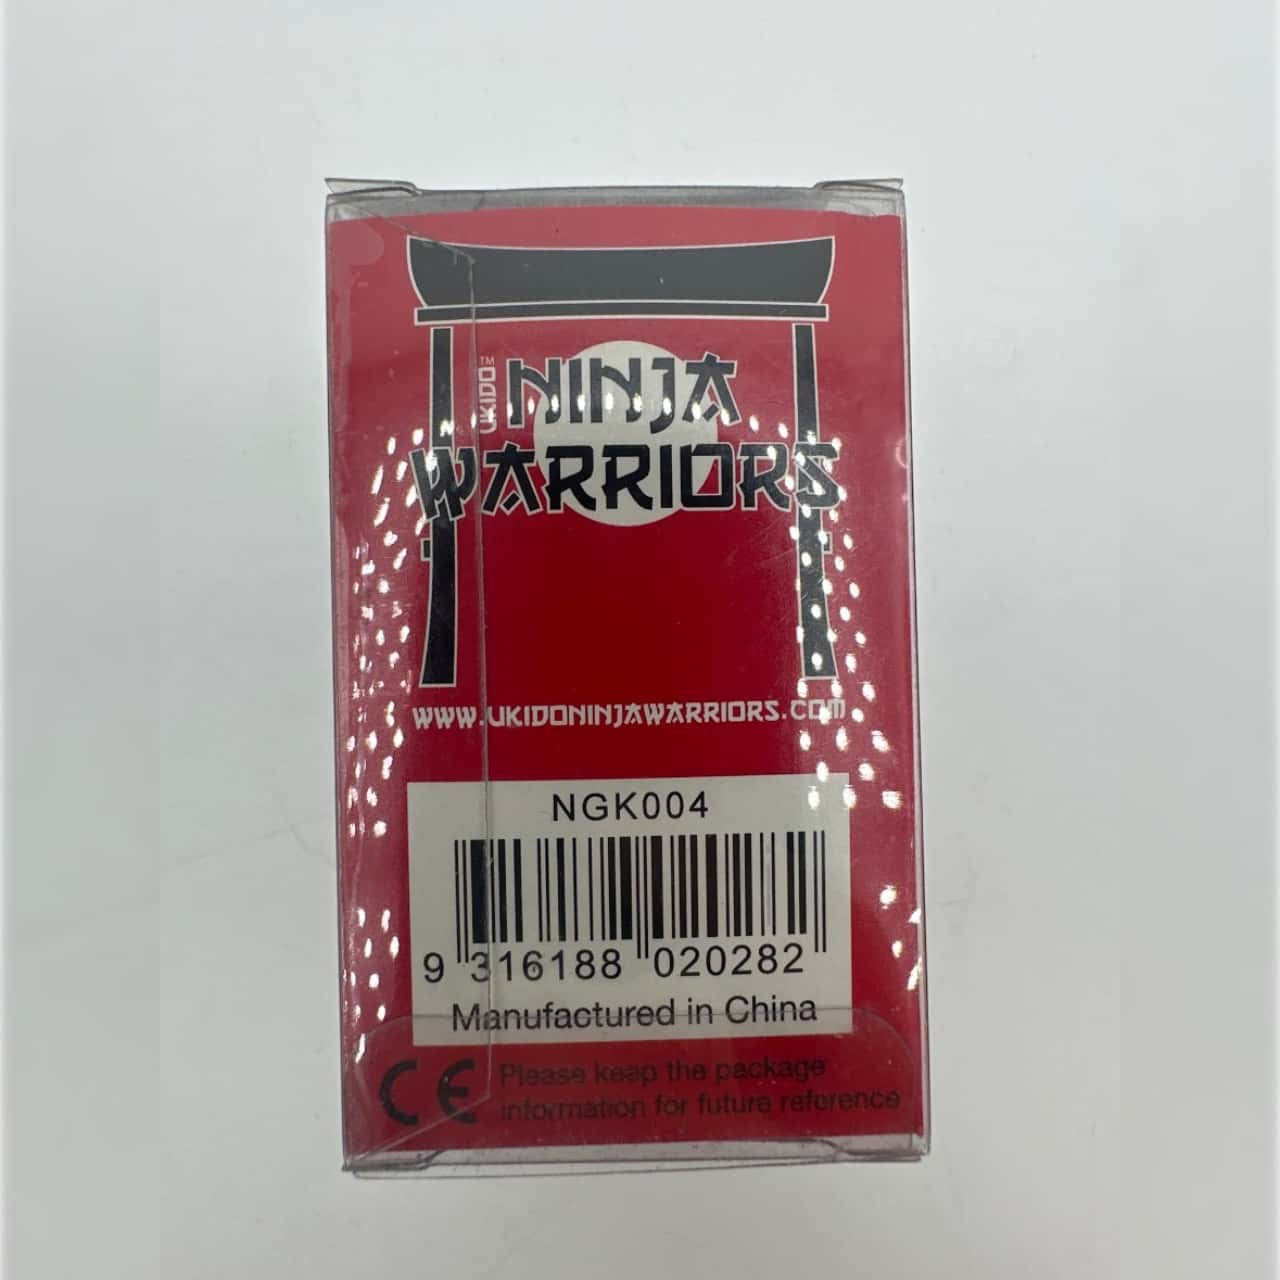 UKIDO™
NINJA
WARRIORS
WWW.UKIDONINJAWARRIORS.COM
NGK004
9 316188 020282
Manufactured in China
CE Please keep the package
information for future reference